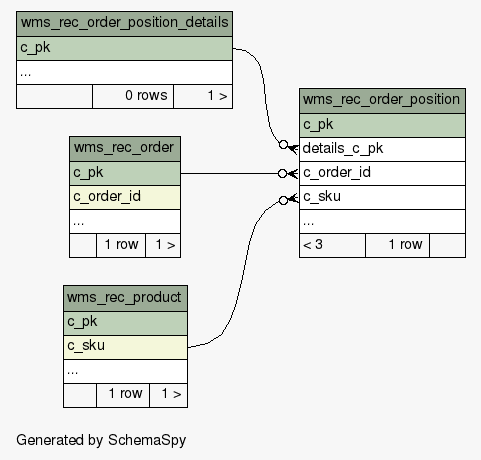 wms_rec_order_position_details
c_pk
...
0 rows 1 >
wms_rec_order
c_pk
c_order_id
...
1 row 1 >
wms_rec_product
c_pk
c_sku
...
1 row 1 >
wms_rec_order_position
c_pk
details_c_pk
c_order_id
c_sku
...
< 3 1 row
Generated by SchemaSpy